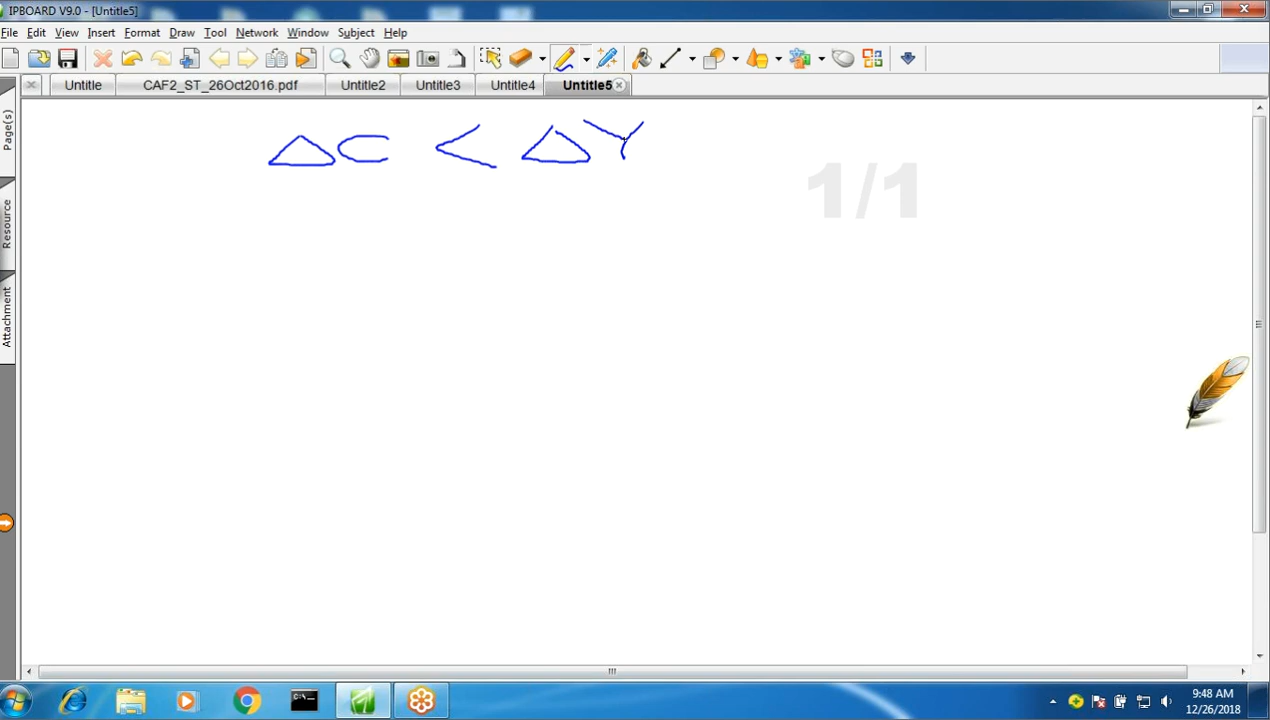 IPBOARD V9.0 - [Untitle5]
File Edit View Insert Format Draw Tool Network Window Subject Help
Untitle CAF2_ST_26Oct2016.pdf Untitle2 Untitle3 Untitle4 Untitle5
Page(s)
Resource
Attachment
ΔC < ΔY
1/1
9:48 AM
12/26/2018